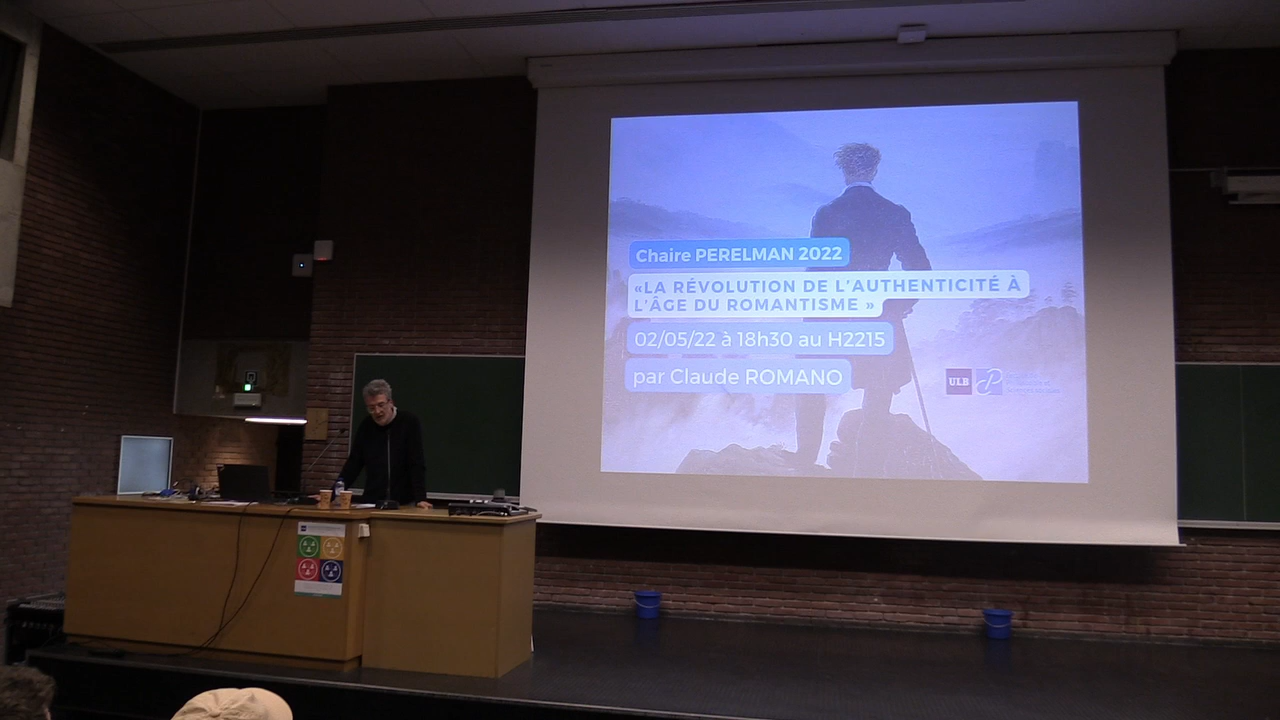 Chaire PERELMAN 2022
«LA RÉVOLUTION DE L'AUTHENTICITÉ À
L'ÂGE DU ROMANTISME »
02/05/22 à 18h30 au H2215
par Claude ROMANO
ULB